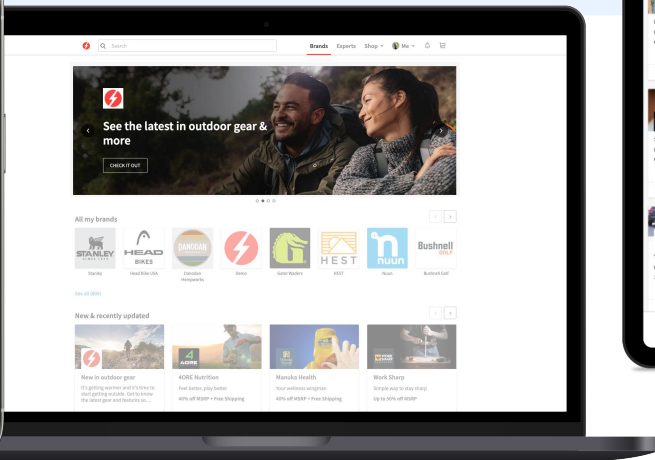 Search
Brands Experts Shop Me
See the latest in outdoor gear &
more
CHECK IT OUT
All my brands
STANLEY
HEAD
BIKES
DANODAN
HEST
nuun
Bushnell
GOLF
Stanley Head Bike USA Danodan Demo Gator Waders HEST Nuun Bushnell Golf
Hempworks
New & recently updated
4ORE
New in outdoor gear 4ORE Nutrition Manuka Health Work Sharp
It's getting warmer and it's time to Feel better, play better Your wellness wingman Simple way to stay sharp
start getting outside. Get to know 40% off MSRP + Free Shipping 40% off MSRP + Free Shipping Up to 50% off MSRP
the latest gear and features so ...